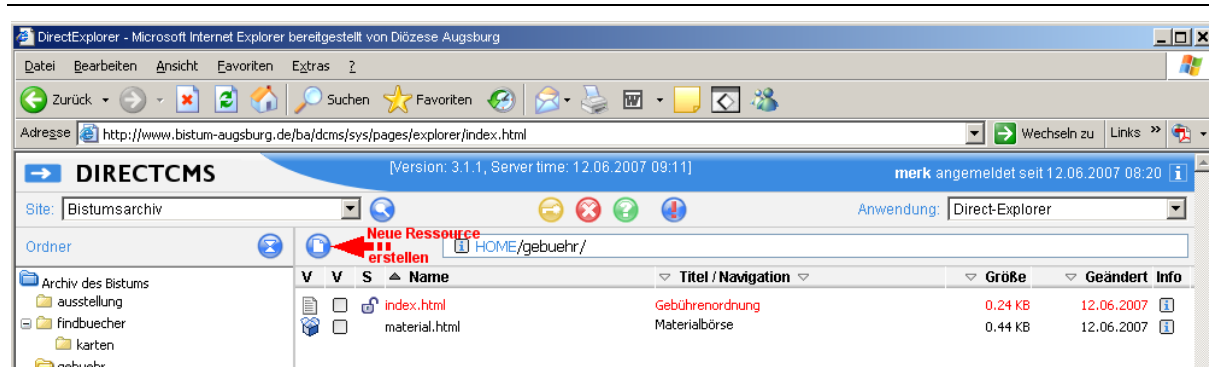 DirectExplorer - Microsoft Internet Explorer bereitgestellt von Diözese Augsburg
Datei Bearbeiten Ansicht Favoriten Extras ?
Zurück Suchen Favoriten
Adresse http://www.bistum-augsburg.de/ba/dcms/sys/pages/explorer/index.html Wechseln zu Links »
DIRECTCMS [Version: 3.1.1, Server time: 12.06.2007 09:11] merk angemeldet seit 12.06.2007 08:20
Site: Bistumsarchiv Anwendung: Direct-Explorer
Neue Ressource
Ordner HOME/gebuehr/
erstellen
V V S Name Titel / Navigation Größe Geändert Info
Archiv des Bistums
ausstellung index.html Gebührenordnung 0.24 KB 12.06.2007
findbuecher material.html Materialbörse 0.44 KB 12.06.2007
karten
gebuehr